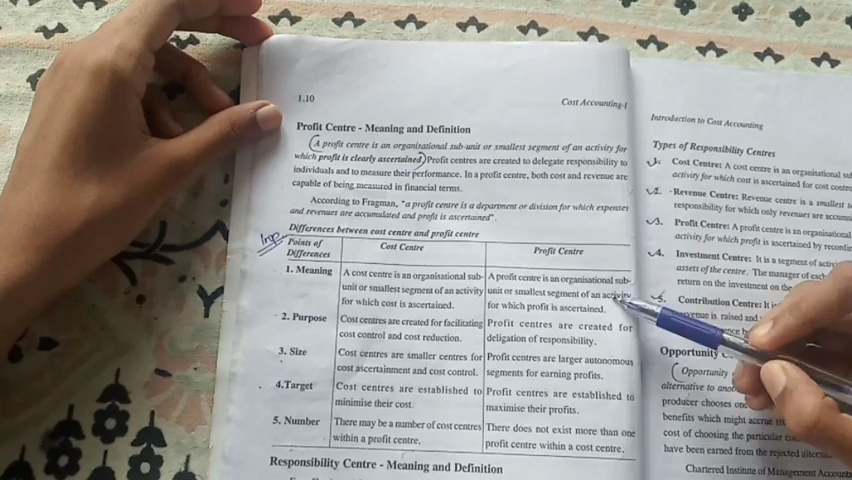 1.10
Cost Accounting-I
Profit Centre - Meaning and Definition
A profit centre is an organisational sub-unit or smallest segment of an activity for
which profit is clearly ascertained. Profit centres are created to delegate responsibility to
individuals and to measure their performance. In a profit centre, both cost and revenue are
capable of being measured in financial terms.
According to Fragman, "a profit centre is a department or division for which expenses
and revenues are accumulated and profit is ascertained".
Differences between cost centre and profit centre
Imp
Points of Differences
Cost Centre
Profit Centre
1. Meaning
A cost centre is an organisational sub-
unit or smallest segment of an activity
for which cost is ascertained.
A profit centre is an organisational sub-
unit or smallest segment of an activity
for which profit is ascertained.
2. Purpose
Cost centres are created for facilitating
cost control and cost reduction.
Profit centres are created for
deligation of responsibility.
3. Size
Cost centres are smaller centres for
cost ascertainment and cost control.
Profit centres are larger autonomous
segments for earning profits.
4.Target
Cost centres are established to
minimise their cost.
Profit centres are established to
maximise their profits.
5. Number
There may be a number of cost centres
within a profit centre.
There does not exist more than one
profit centre within a cost centre.
Responsibility Centre - Meaning and Definition
Introduction to Cost Accounting
Types of Responsibility Centres
1. Cost Centre: A cost centre is an organisational
activity for which cost is ascertained for cost
2. Revenue Centre: Revenue centre is a smallest
responsibility for which only revenues are
3. Profit Centre: A profit centre is an organisational
activity for which profit is ascertained by
4. Investment Centre: It is a segment of
assets of the centre. The manager of
return on the investment on the
5. Contribution Centre: It
revenue is raised and
Opportunity
Opportunity
alternative to
producer chooses
benefits which might accrue
cost of choosing the particular
have been earned from the rejected
Chartered Institute of Management